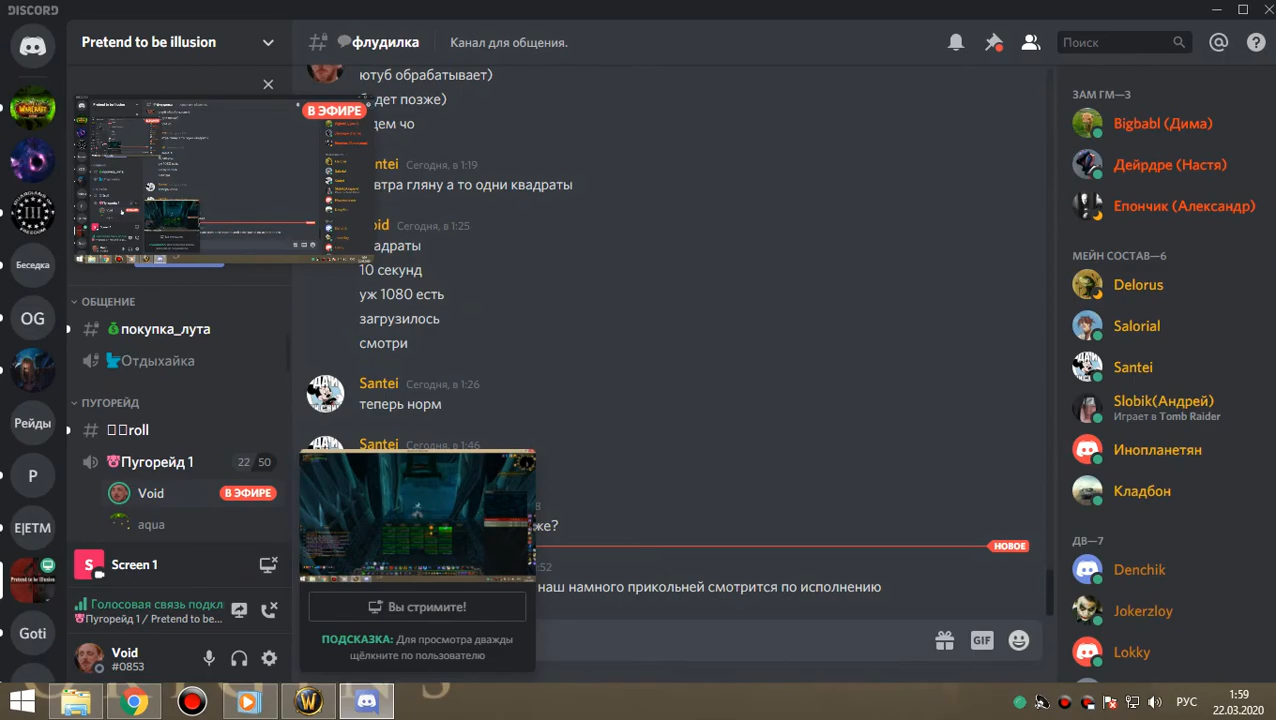 DISCORD
Pretend to be illusion
флудилка
Канал для общения.
Поиск
В ЭФИРЕ
ОБЩЕНИЕ
покупка_лута
Отдыхайка
ПУГОРЕЙД
roll
Пугорейд 1
22 50
Void
В ЭФИРЕ
aqua
S
Screen 1
Голосовая связь подкл
Пугорейд 1 / Pretend to be...
Void
#0853
Беседка
OG
Рейды
P
E|ETM
Goti
ютуб обрабатывает)
дет позже)
дем чо
ntei Сегодня, в 1:19
втра гляну а то одни квадраты
oid Сегодня, в 1:25
адраты
10 секунд
уж 1080 есть
загрузилось
смотри
Santei Сегодня, в 1:26
теперь норм
Santei Сегодня, в 1:46
же?
НОВОЕ
:52
наш намного прикольней смотрится по исполнению
Вы стримите!
ПОДСКАЗКА: Для просмотра дважды
щёлкните по пользователю
GIF
ЗАМ ГМ—3
Bigbabl (Дима)
Дейрдре (Настя)
Епончик (Александр)
МЕЙН СОСТАВ—6
Delorus
Salorial
Santei
Slobik(Андрей)
Играет в Tomb Raider
Инопланетян
Кладбон
ДВ—7
Denchik
Jokerzloy
Lokky
РУС
1:59
22.03.2020